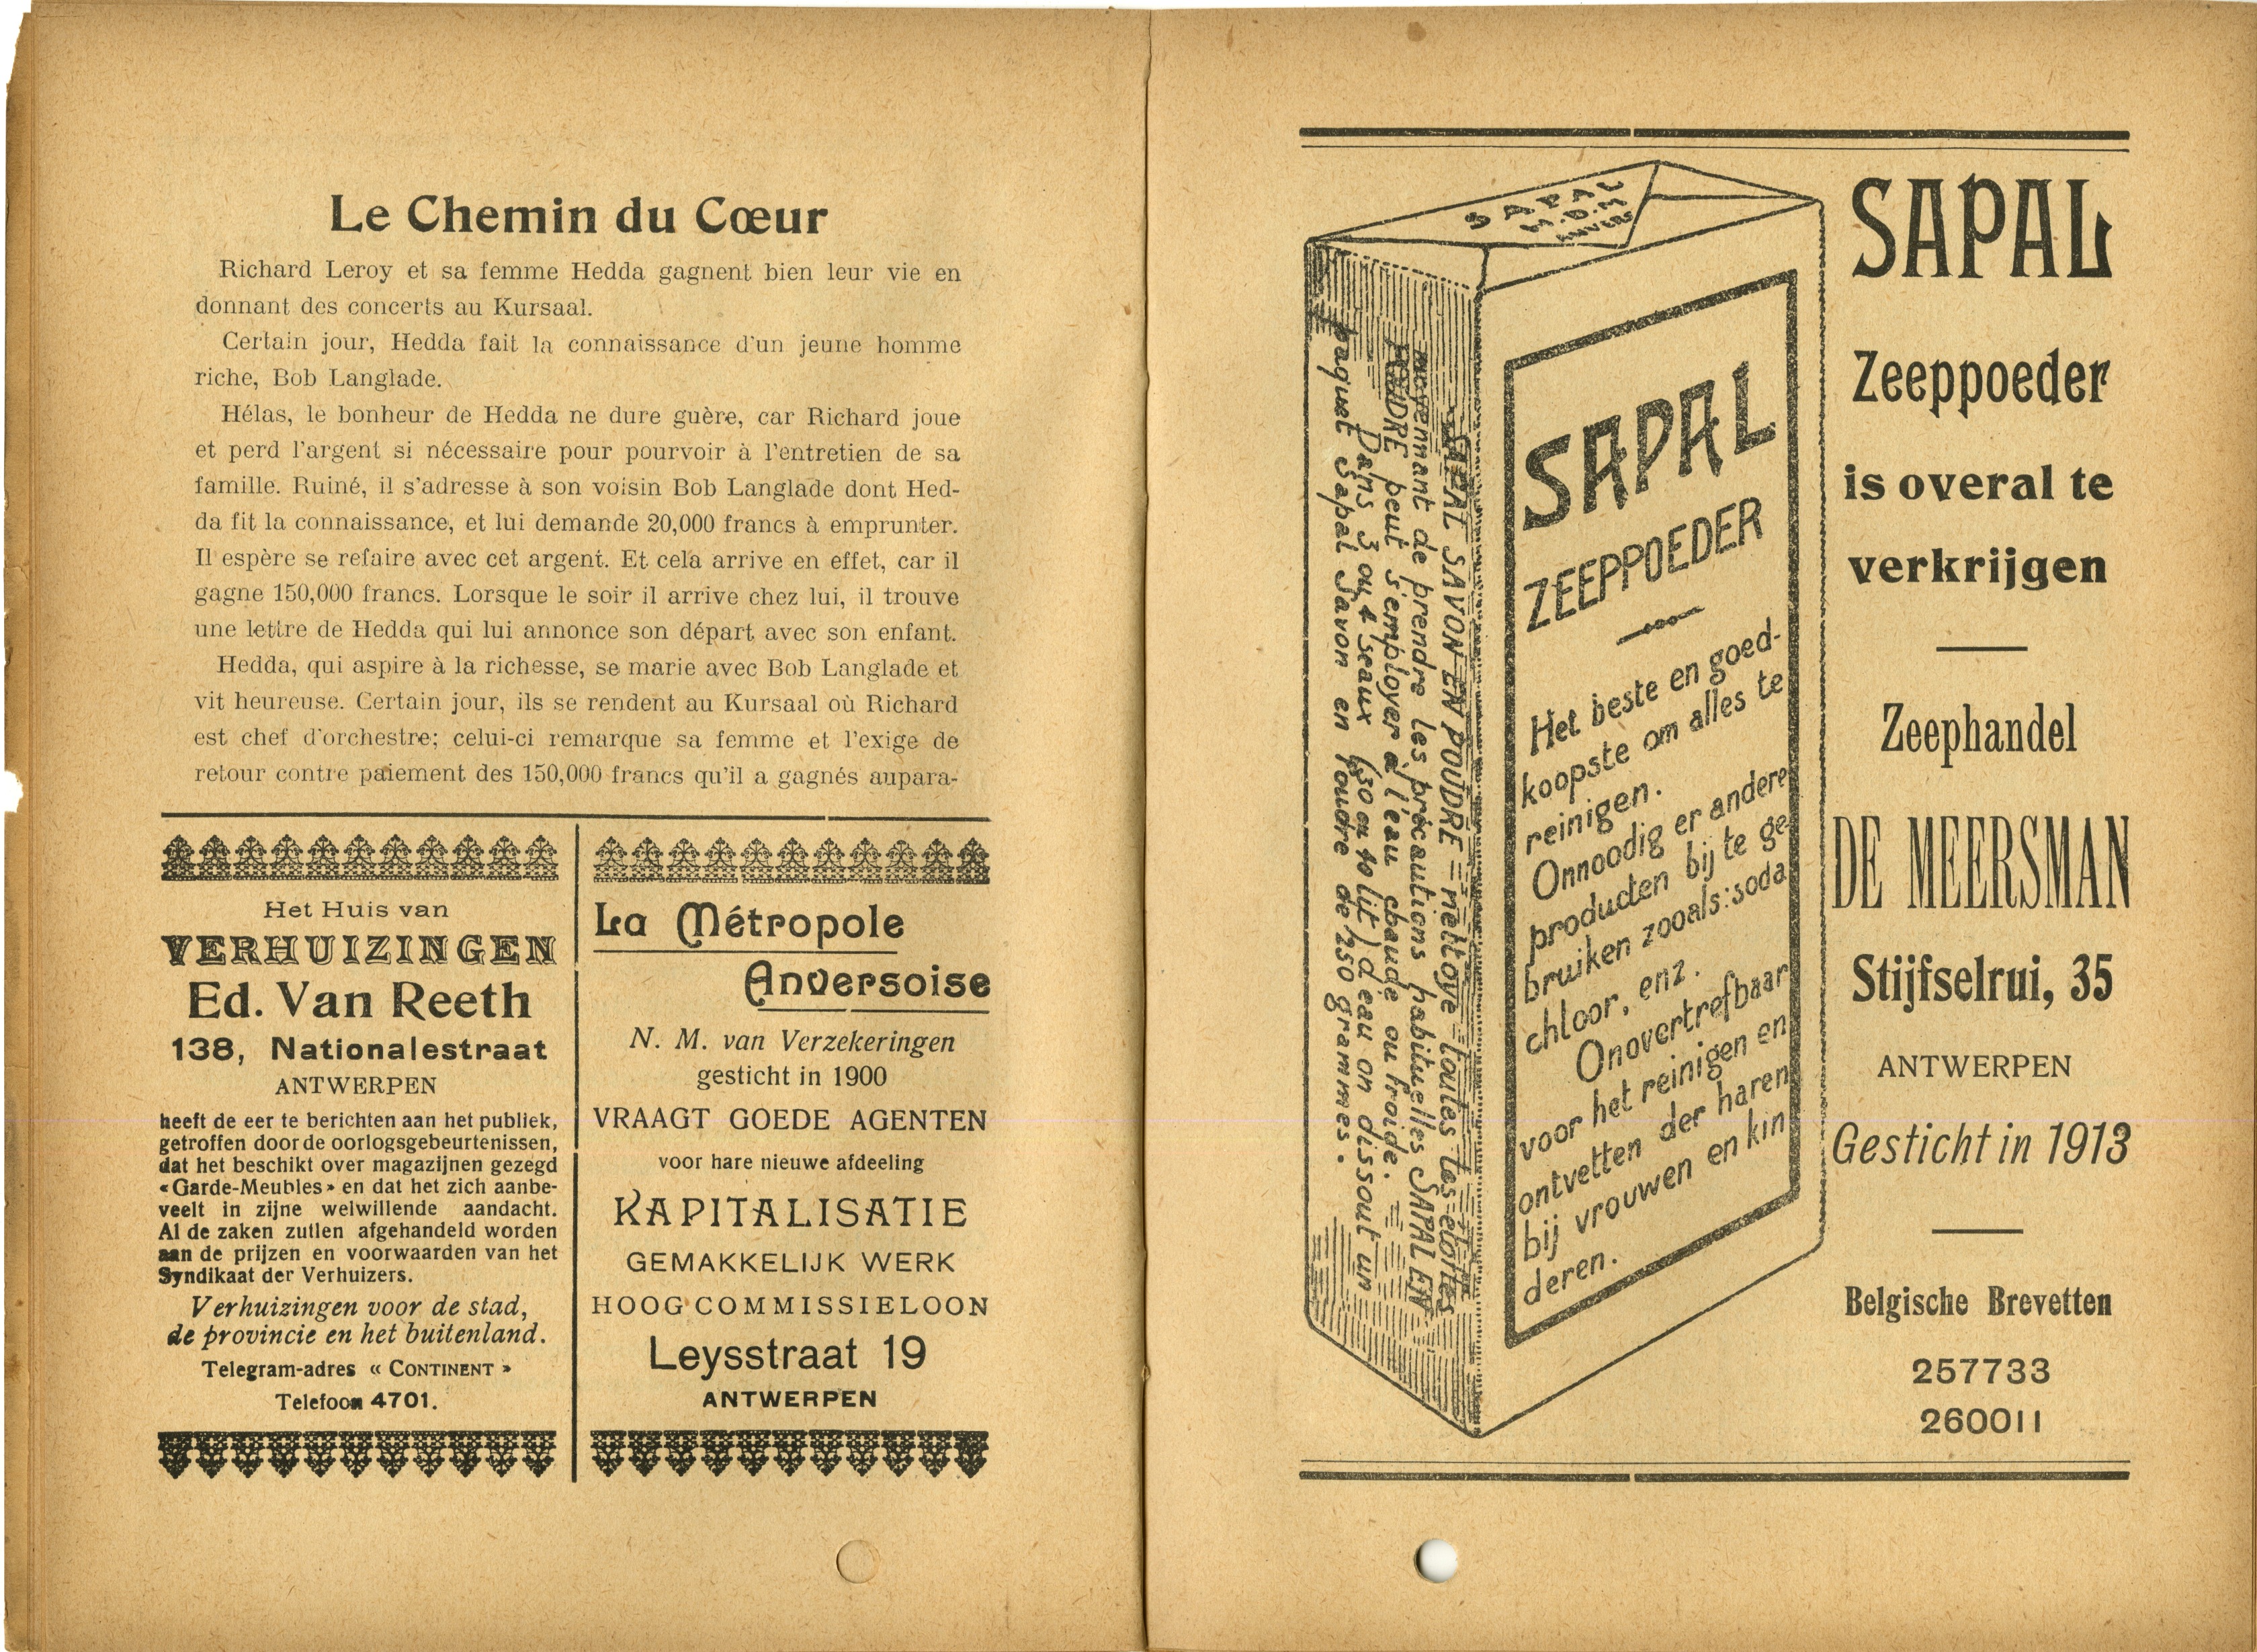 Le Chemin du Cœur
Richard Leroy et sa femme Hedda gagnent bien leur vie en
donnant des concerts au Kursaal.
Certain jour, Hedda fait la connaissance d'un jeune homme
riche, Bob Langlade.
Hélas, le bonheur de Hedda ne dure guère, car Richard joue
et perd l'argent si nécessaire pour pourvoir à l'entretien de sa
famille. Ruiné, il s'adresse à son voisin Bob Langlade dont Hed-
da fit la connaissance, et lui demande 20,000 francs à emprunter.
Il espère se refaire avec cet argent. Et cela arrive en effet, car il
gagne 150,000 francs. Lorsque le soir il arrive chez lui, il trouve
une lettre de Hedda qui lui annonce son départ avec son enfant.
Hedda, qui aspire à la richesse, se marie avec Bob Langlade et
vit heureuse. Certain jour, ils se rendent au Kursaal où Richard
est chef d'orchestre; celui-ci remarque sa femme et l'exige de
retour contre paiement des 150,000 francs qu'il a gagnés aupara-
Het Huis van
VERHUIZINGEN
Ed. Van Reeth
138, Nationalestraat
ANTWERPEN
heeft de eer te berichten aan het publiek,
getroffen door de oorlogsgebeurtenissen,
dat het beschikt over magazijnen gezegd
«Garde-Meubles» en dat het zich aanbe-
veelt in zijne welwillende aandacht.
Al de zaken zutlen afgehandeld worden
aan de prijzen en voorwaarden van het
Syndikaat der Verhuizers.
Verhuizingen voor de stad,
de provincie en het buitenland.
Telegram-adres « CONTINENT »
Telefoon 4701.
La Métropole
Anversoise
N. M. van Verzekeringen
gesticht in 1900
VRAAGT GOEDE AGENTEN
voor hare nieuwe afdeeling
KAPITALISATIE
GEMAKKELIJK WERK
HOOG COMMISSIELOON
Leysstraat 19
ANTWERPEN
SAPAL
M.D.M
ANVERS
SAPAL SAVON EN POUDRE = nettoye toutes les etoffes
moyennant de prendre les précautions habituelles SAPAL EN
POUDRE peut s'employer à l'eau chaude ou froide.
Dans 3 ou 4 seaux (30 en 40 lit) d'eau on dissout un
paquet Sapal Savon en Poudre de 250 grammes.
SAPAL
ZEEPPOEDER
Het beste en goed-
koopste om alles te
reinigen.
Onnoodig er andere
producten bij te ge
bruiken zooals: soda
chloor, enz.
Onovertrefbaar
voor het reinigen en
ontvetten der haren
bij vrouwen en kin
deren.
SAPAL
Zeeppoeder
is overal te
verkrijgen
Zeephandel
DE MEERSMAN
Stijfselrui, 35
ANTWERPEN
Gesticht in 1913
Belgische Brevetten
257733
260011